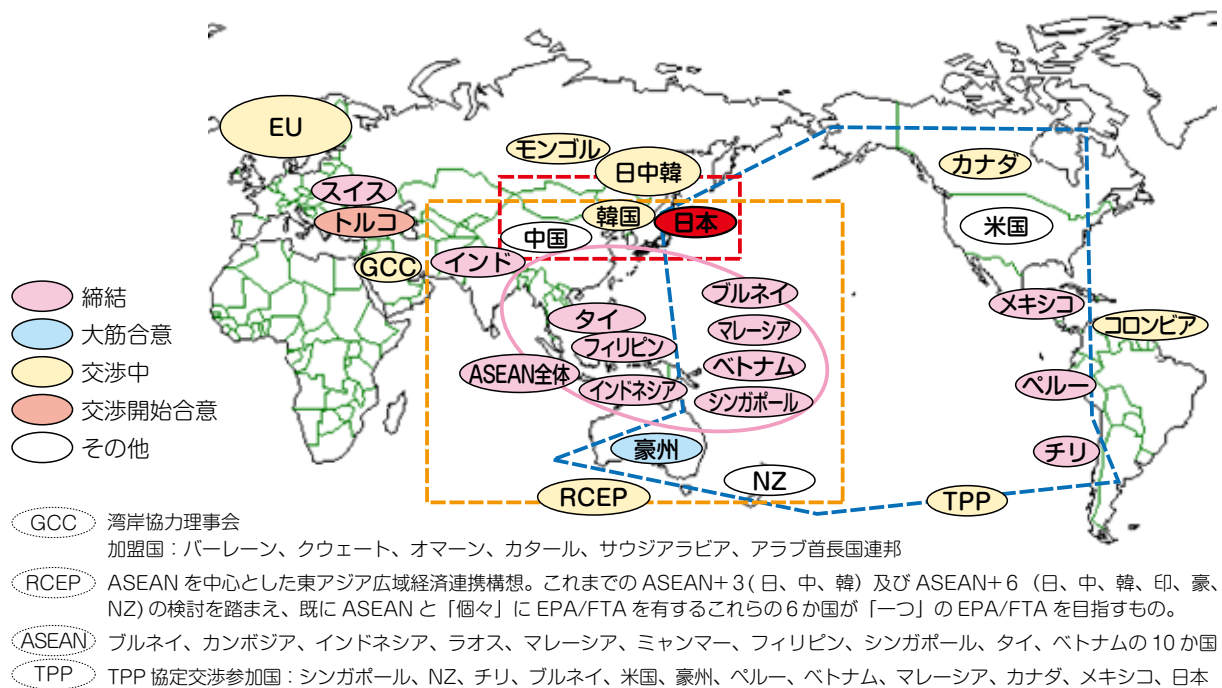 EU
モンゴル
日中韓
カナダ
スイス
トルコ
韓国
日本
中国
米国
GCC
インド
ブルネイ
メキシコ
タイ
マレーシア
コロンビア
フィリピン
ベトナム
ASEAN全体
インドネシア
シンガポール
ペルー
豪州
チリ
NZ
RCEP
TPP
締結
大筋合意
交渉中
交渉開始合意
その他
GCC 湾岸協力理事会
加盟国：バーレーン、クウェート、オマーン、カタール、サウジアラビア、アラブ首長国連邦
RCEP ASEAN を中心とした東アジア広域経済連携構想。これまでの ASEAN+3( 日、中、韓）及び ASEAN+6 （日、中、韓、印、豪、
NZ) の検討を踏まえ、既に ASEAN と「個々」に EPA/FTA を有するこれらの6か国が「一つ」の EPA/FTA を目指すもの。
ASEAN ブルネイ、カンボジア、インドネシア、ラオス、マレーシア、ミャンマー、フィリピン、シンガポール、タイ、ベトナムの 10 か国
TPP TPP 協定交渉参加国：シンガポール、NZ、チリ、ブルネイ、米国、豪州、ペルー、ベトナム、マレーシア、カナダ、メキシコ、日本